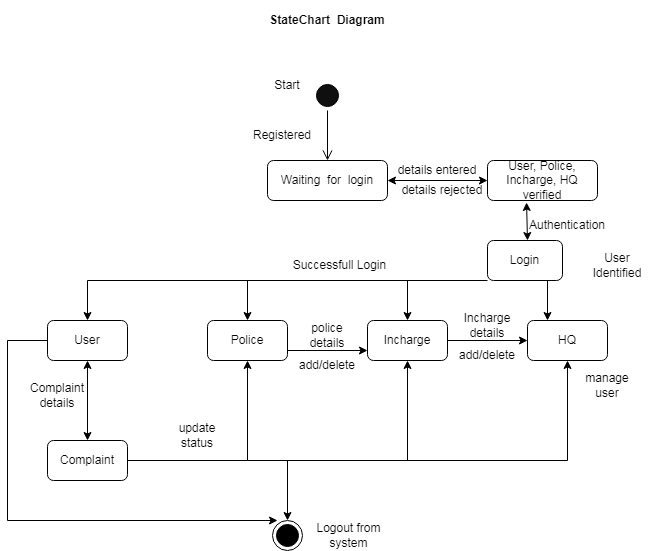 StateChart Diagram
Start
Registered
Waiting for login
details entered
details rejected
User, Police,
Incharge, HQ
verified
Authentication
Login
User
Identified
Successfull Login
User
Police
police
details
add/delete
Incharge
Incharge
details
add/delete
HQ
manage
user
Complaint
details
update
status
Complaint
Logout from
system